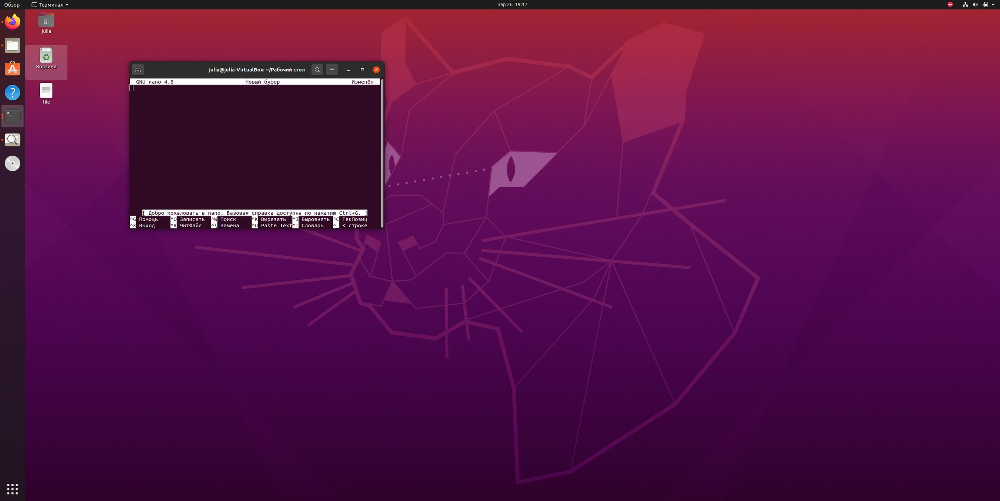 Обзор Терминал чэр 26 19:17
julia
Корзина
file
julia@julia-VirtualBox: ~/Рабочий стол
GNU nano 4.8 Новый буфер Изменён
[ Добро пожаловать в nano. Базовая справка доступна по нажатию Ctrl+G. ]
^G Помощь ^O Записать ^W Поиск ^K Вырезать ^J Выровнять ^C ТекПозиц
^X Выход ^R ЧитФайл ^\ Замена ^U Paste Text ^T Словарь ^_ К строке